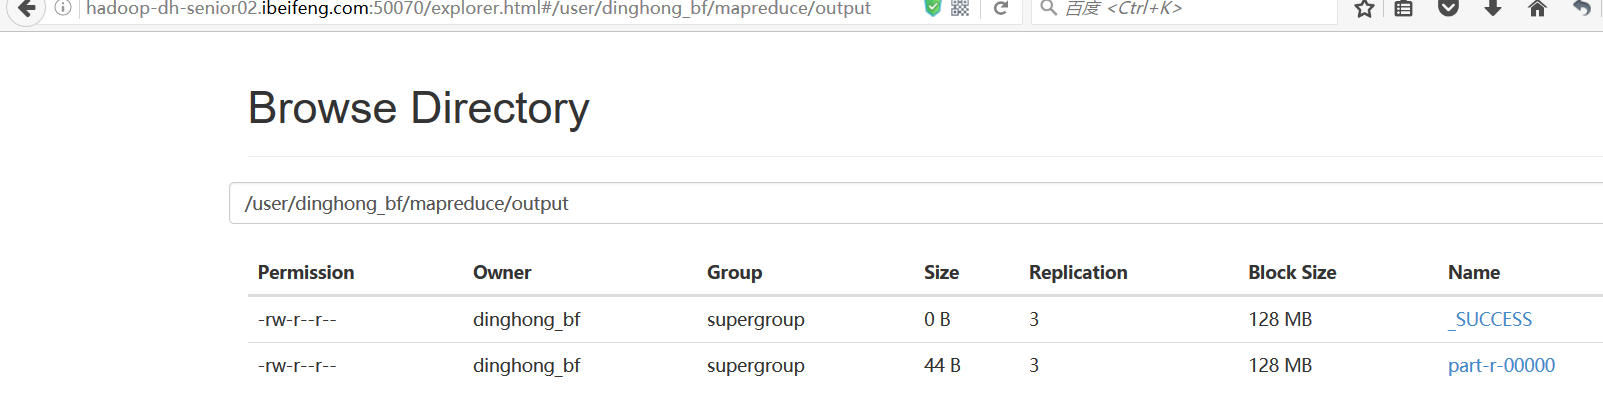 hadoop-dh-senior02.ibeifeng.com:50070/explorer.html#/user/dinghong_bf/mapreduce/output 百度 <Ctrl+K>
Browse Directory
/user/dinghong_bf/mapreduce/output
Permission Owner Group Size Replication Block Size Name
-rw-r--r-- dinghong_bf supergroup 0 B 3 128 MB _SUCCESS
-rw-r--r-- dinghong_bf supergroup 44 B 3 128 MB part-r-00000